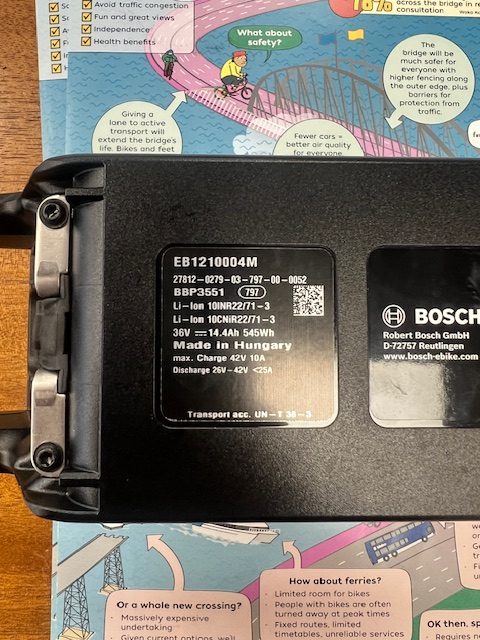 Avoid traffic congestion
Fun and great views
Independence
Health benefits
What about
safety?
across the bridge in re
consultation
The
bridge will be
much safer for
everyone with
higher fencing along
the outer edge, plus
barriers for
protection from
traffic.
Giving a
lane to active
transport will
extend the bridge's
life. Bikes and feet
Fewer cars =
better air quality
for everyone
EB1210004M
27812-0279-03-797-00-0052
BBP3551 797
Li-Ion 10INR22/71-3
Li-Ion 10CNiR22/71-3
36V 14.4Ah 545Wh
Made in Hungary
max. Charge 42V 10A
Discharge 26V-42V <25A
Transport acc. UN-T 38-3
BOSCH
Robert Bosch GmbH
D-72757 Reutlingen
www.bosch-ebike.com
Or a whole new crossing?
- Massively expensive
undertaking
- Given current options, we'll
How about ferries?
- Limited room for bikes
- People with bikes are often
turned away at peak times
- Fixed routes, limited
timetables, unreliable services
OK then, s
Requires n